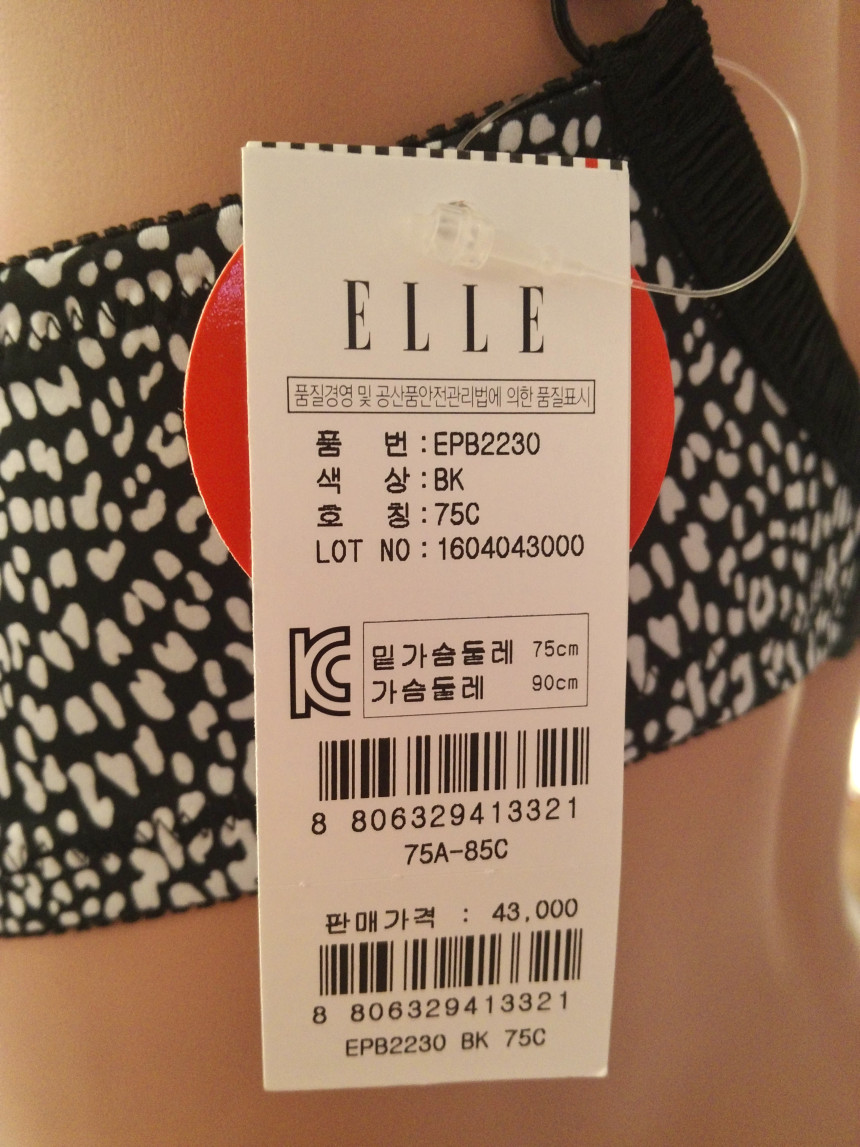 ELLE
품질경영 및 공산품안전관리법에 의한 품질표시
품 번 : EPB2230
색 상 : BK
호 칭 : 75C
LOT NO : 1604043000
KC
밑가슴둘레 75cm
가슴둘레 90cm
8 806329413321
75A-85C
판매가격 : 43,000
8 806329413321
EPB2230 BK 75C